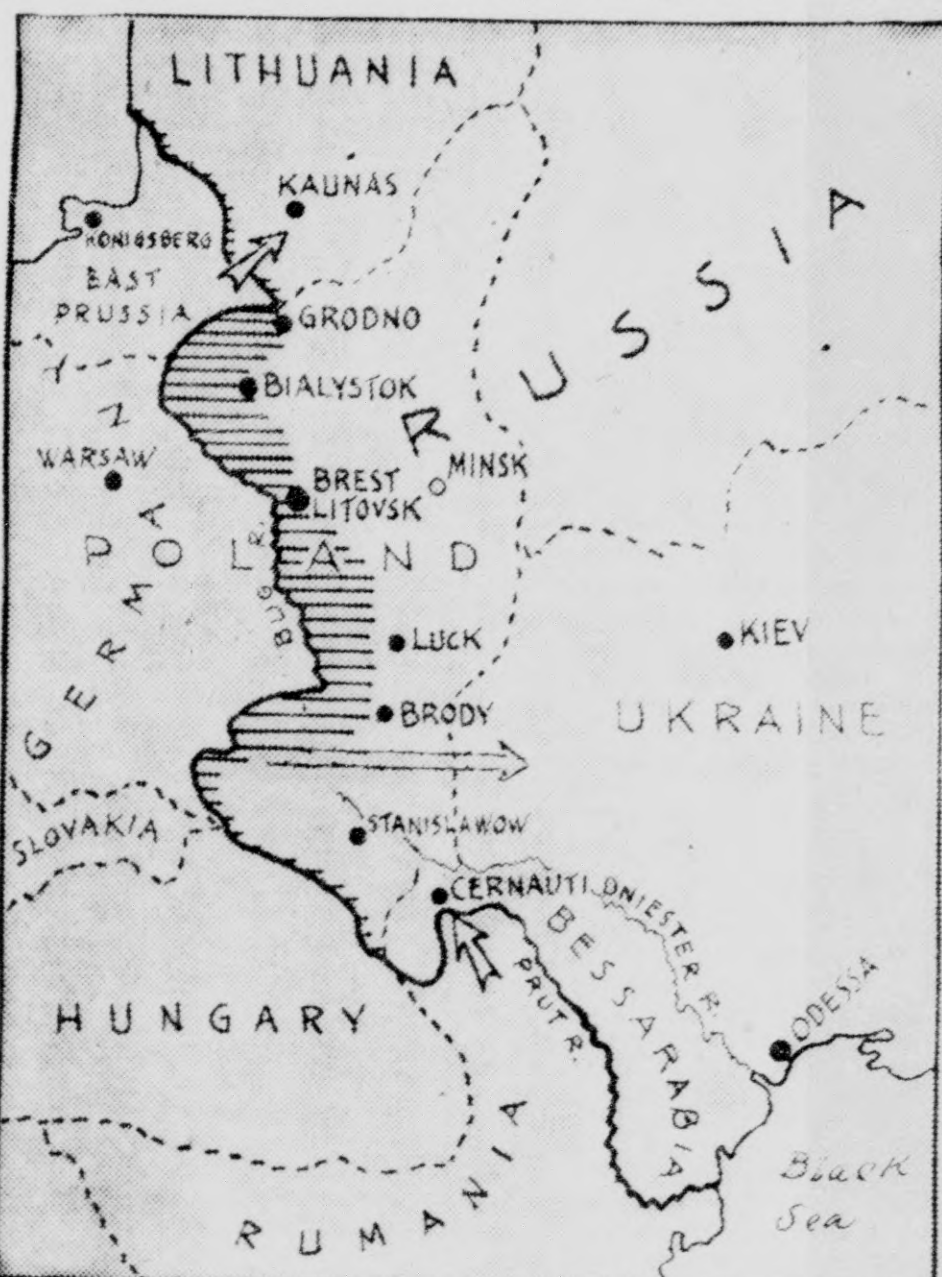 LITHUANIA
KAUNAS
KONIGSBERG
EAST
PRUSSIA
GRODNO
RUSSIA
BIALYSTOK
WARSAW
MINSK
BREST
LITOVSK
POLAND
GERMAN
BUG R.
LUCK
KIEV
BRODY
UKRAINE
SLOVAKIA
STANISLAWOW
CERNAUTI
DNIESTER R.
BESSARABIA
PRUT R.
HUNGARY
ODESSA
RUMANIA
Black
Sea